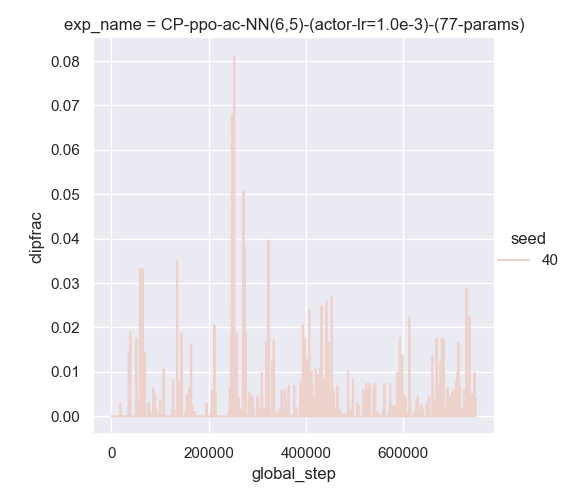 exp_name = CP-ppo-ac-NN(6,5)-(actor-lr=1.0e-3)-(77-params)
0.08
0.07
0.06
0.05
0.04
0.03
0.02
0.01
0.00
clipfrac
0 200000 400000 600000
global_step
seed
40